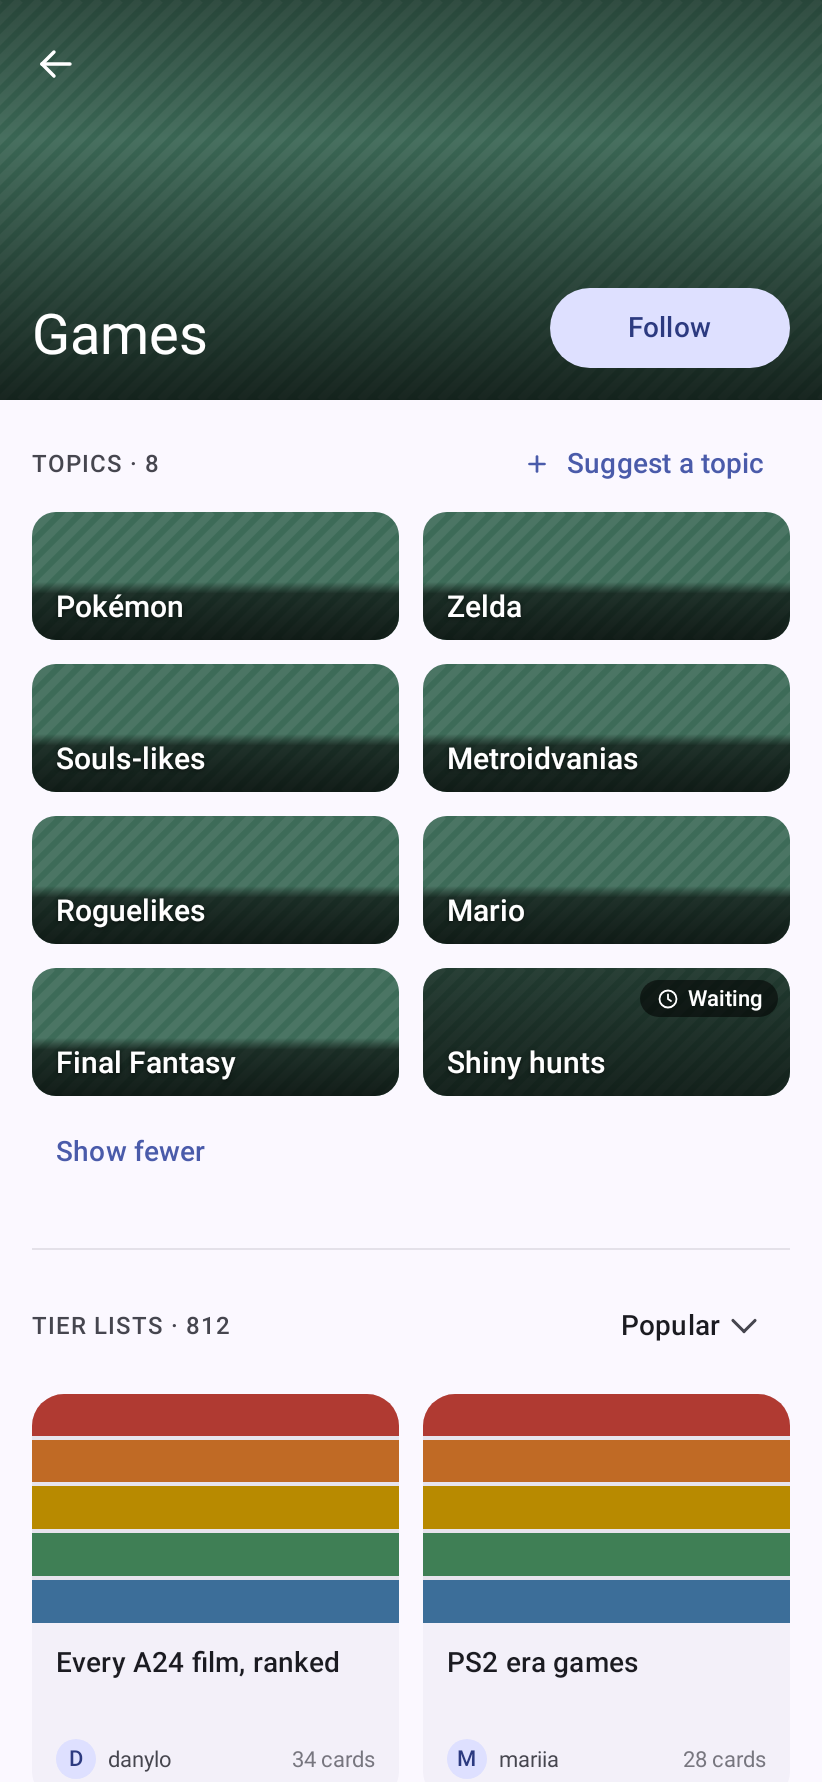 Games
Follow
TOPICS · 8
+ Suggest a topic
Pokémon
Zelda
Souls-likes
Metroidvanias
Roguelikes
Mario
Final Fantasy
Waiting
Shiny hunts
Show fewer
TIER LISTS · 812
Popular
Every A24 film, ranked
PS2 era games
D danylo 34 cards
M mariia 28 cards